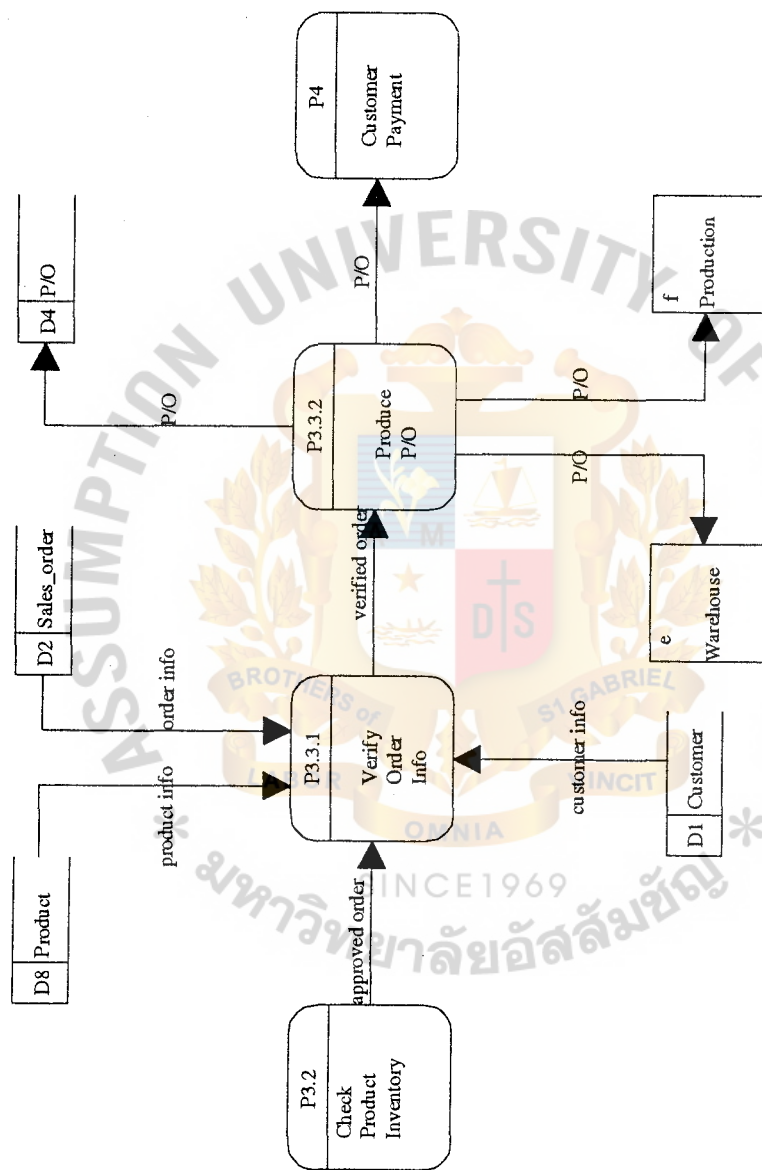 D8 Product
D2 Sales_order
D4 P/O
product info
order info
P/O
P3.2
Check
Product
Inventory
approved order
P3.3.1
Verify
Order
Info
verified order
P3.3.2
Produce
P/O
P/O
P4
Customer
Payment
customer info
P/O
P/O
D1 Customer
e
Warehouse
f
Production
ASSUMPTION UNIVERSITY OF
BROTHERS of
ST GABRIEL
LABOR
OMNIA
VINCIT
M
D S
SINCE1969
* มหาวิทยาลัยอัสสัมชัญ *